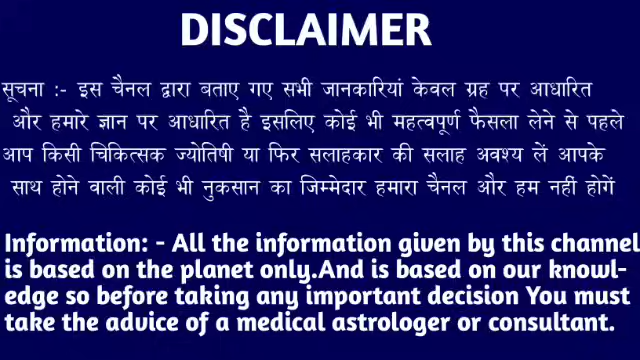 DISCLAIMER
सूचना :- इस चैनल द्वारा बताए गए सभी जानकारियां केवल ग्रह पर आधारित
और हमारे ज्ञान पर आधारित है इसलिए कोई भी महत्वपूर्ण फैसला लेने से पहले
आप किसी चिकित्सक ज्योतिषी या फिर सलाहकार की सलाह अवश्य लें आपके
साथ होने वाली कोई भी नुकसान का जिम्मेदार हमारा चैनल और हम नहीं होगें
Information: - All the information given by this channel
is based on the planet only.And is based on our knowl-
edge so before taking any important decision You must
take the advice of a medical astrologer or consultant.